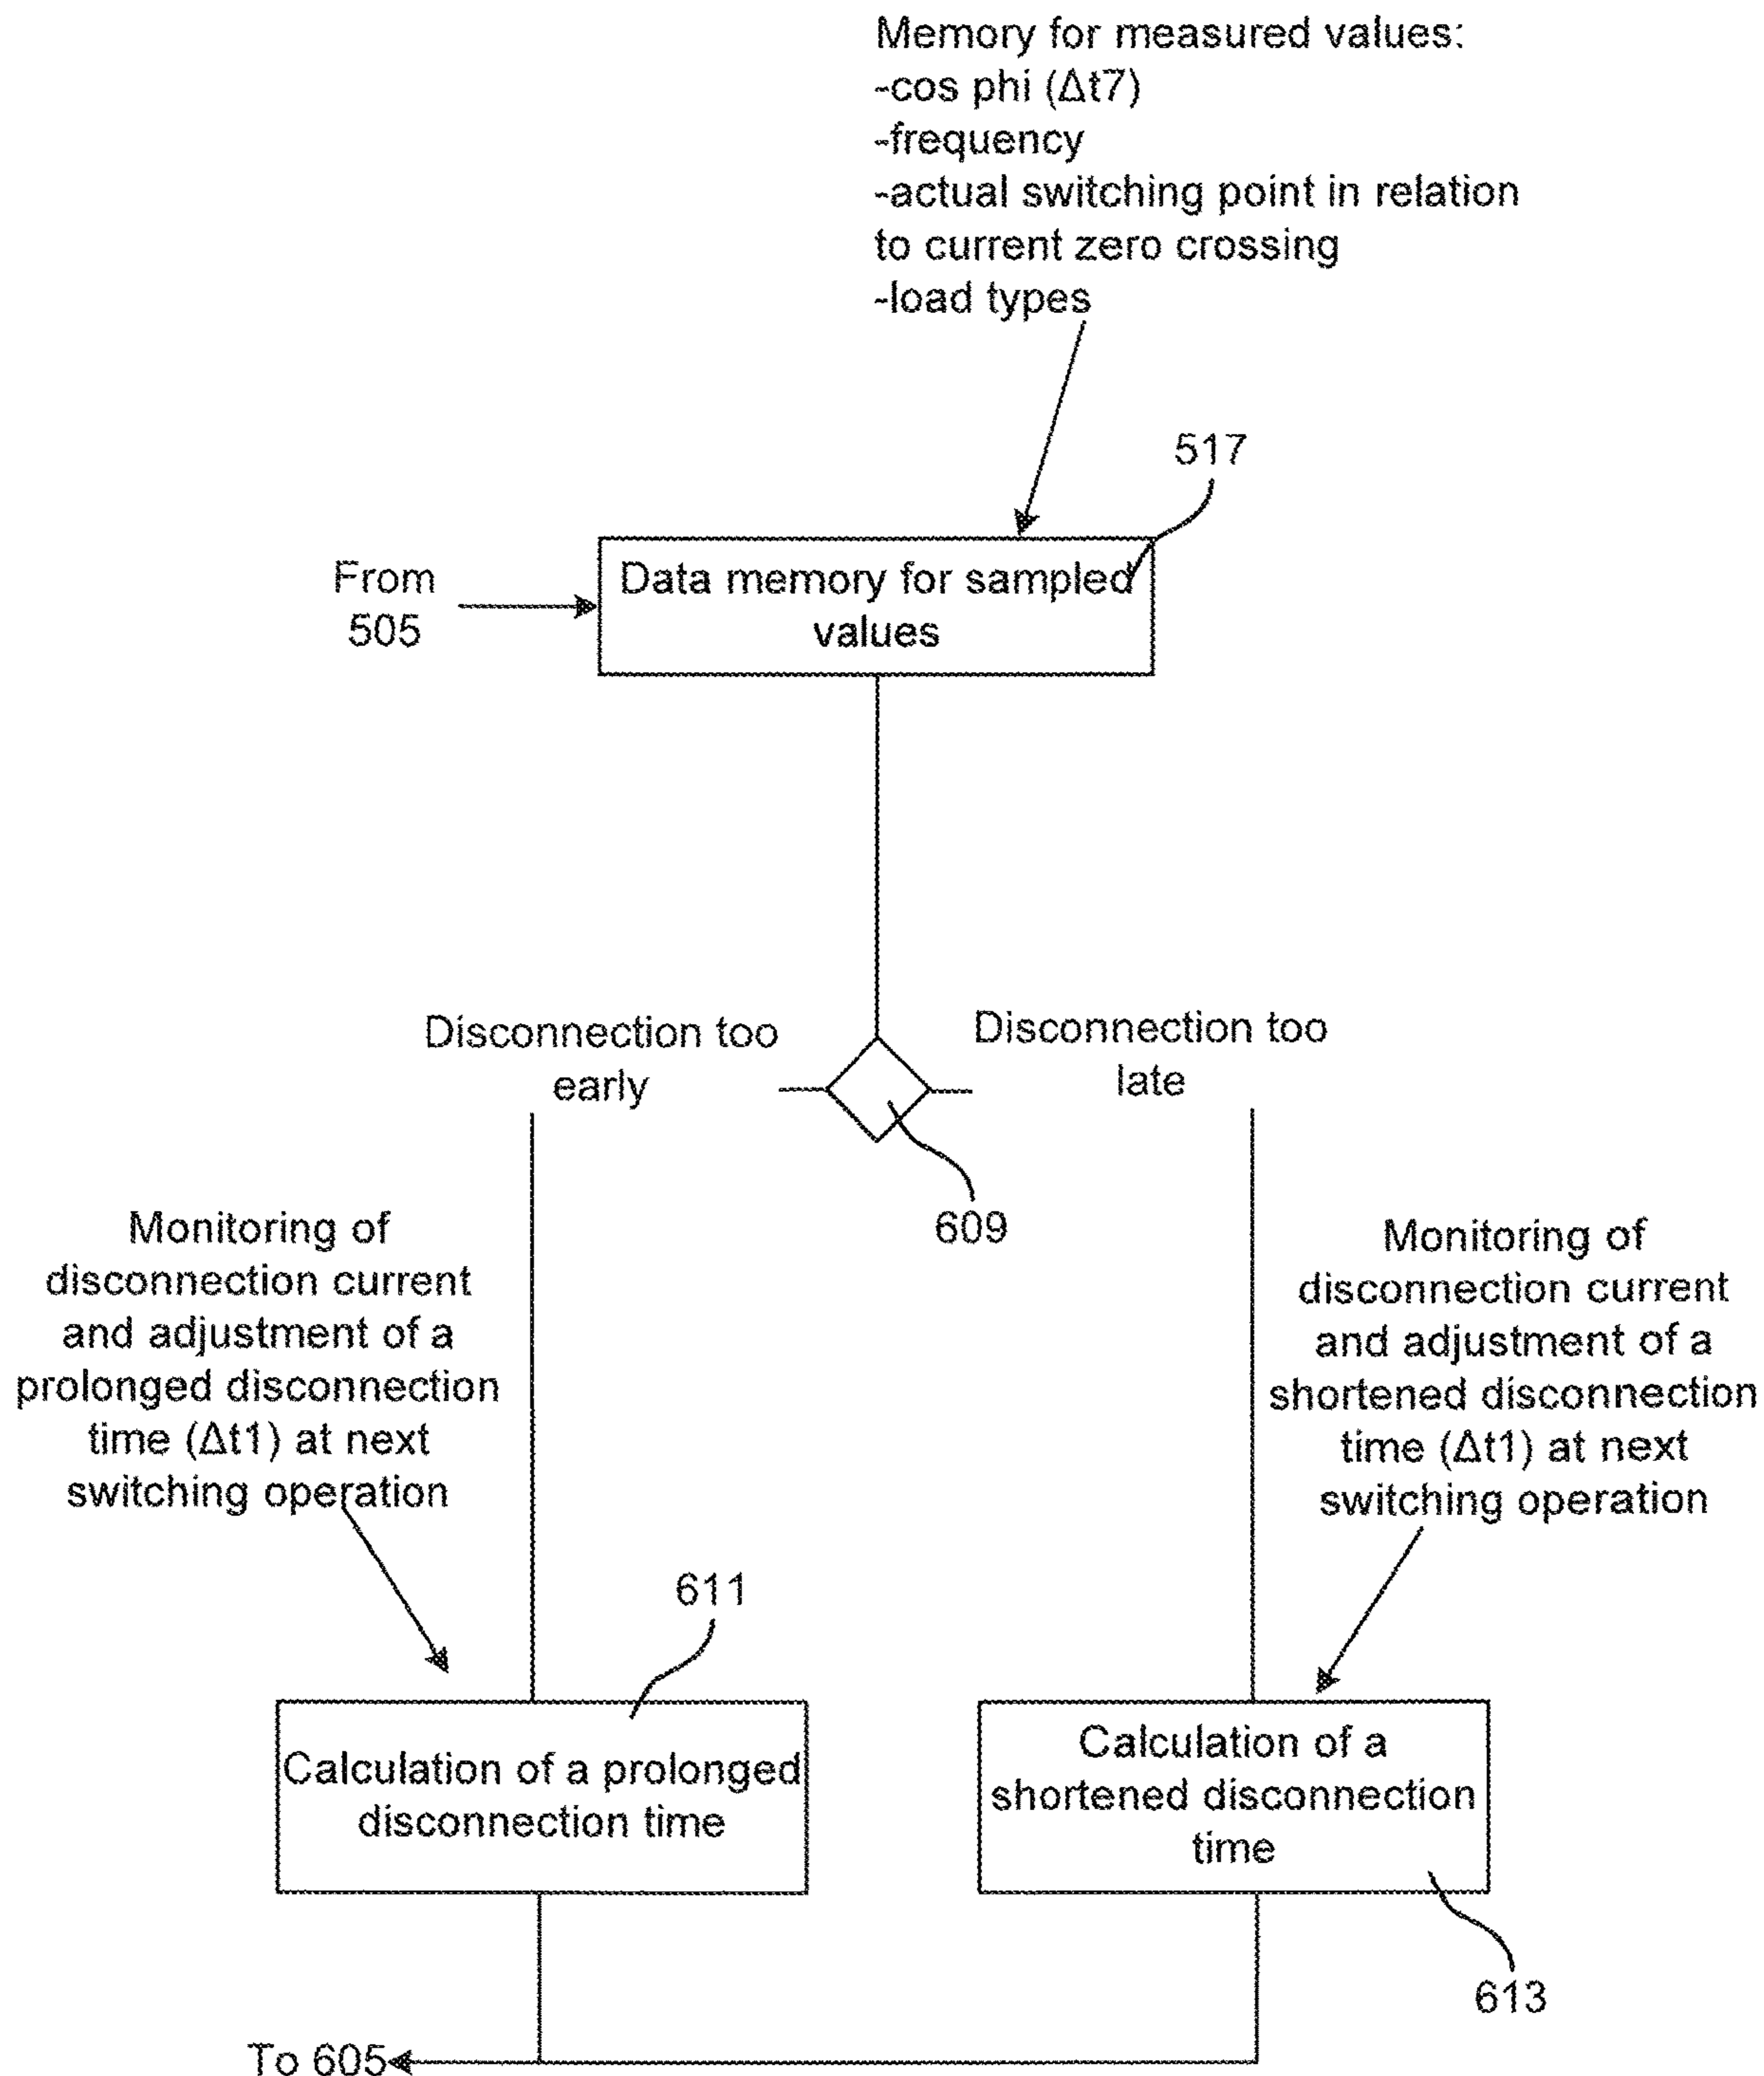 Memory for measured values:
-cos phi (Δt7)
-frequency
-actual switching point in relation
to current zero crossing
-load types
517
From
505
Data memory for sampled
values
Disconnection too
early
Disconnection too
late
609
Monitoring of
disconnection current
and adjustment of a
prolonged disconnection
time (Δt1) at next
switching operation
Monitoring of
disconnection current
and adjustment of a
shortened disconnection
time (Δt1) at next
switching operation
611
Calculation of a prolonged
disconnection time
Calculation of a
shortened disconnection
time
613
To 605